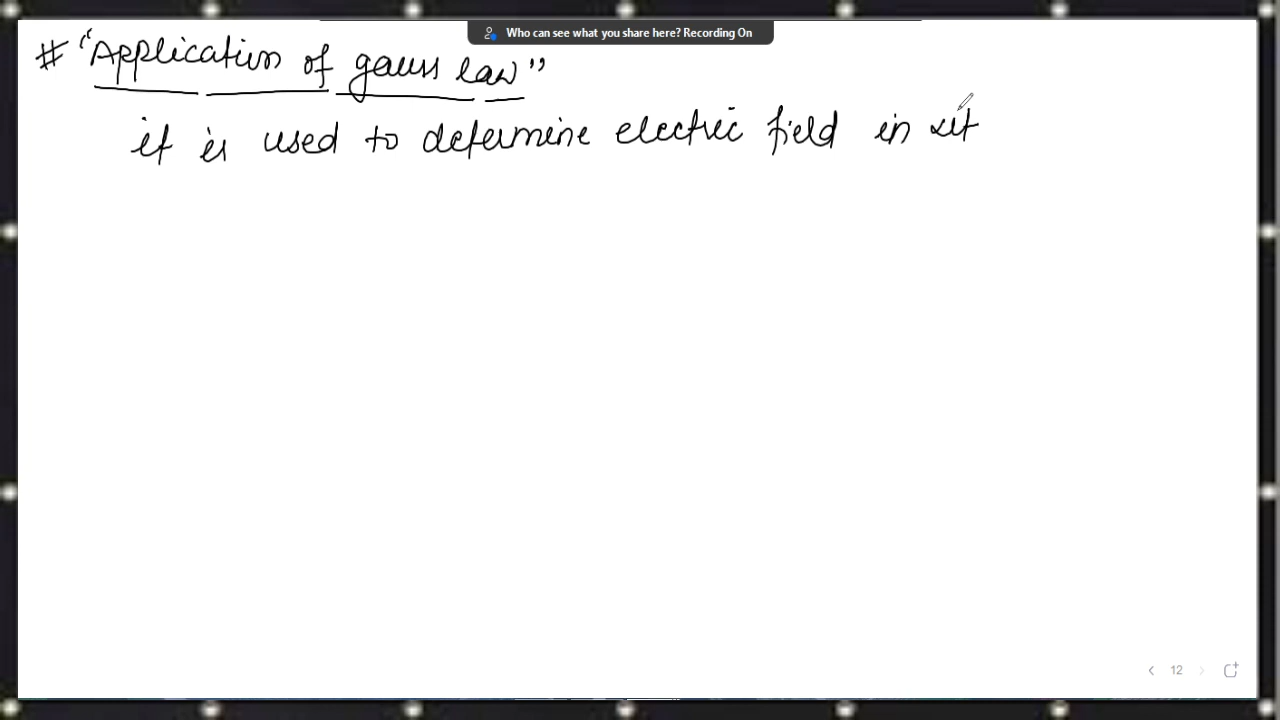 Who can see what you share here? Recording On
# "Application of gauss law"
it is used to determine electric field in sit
12